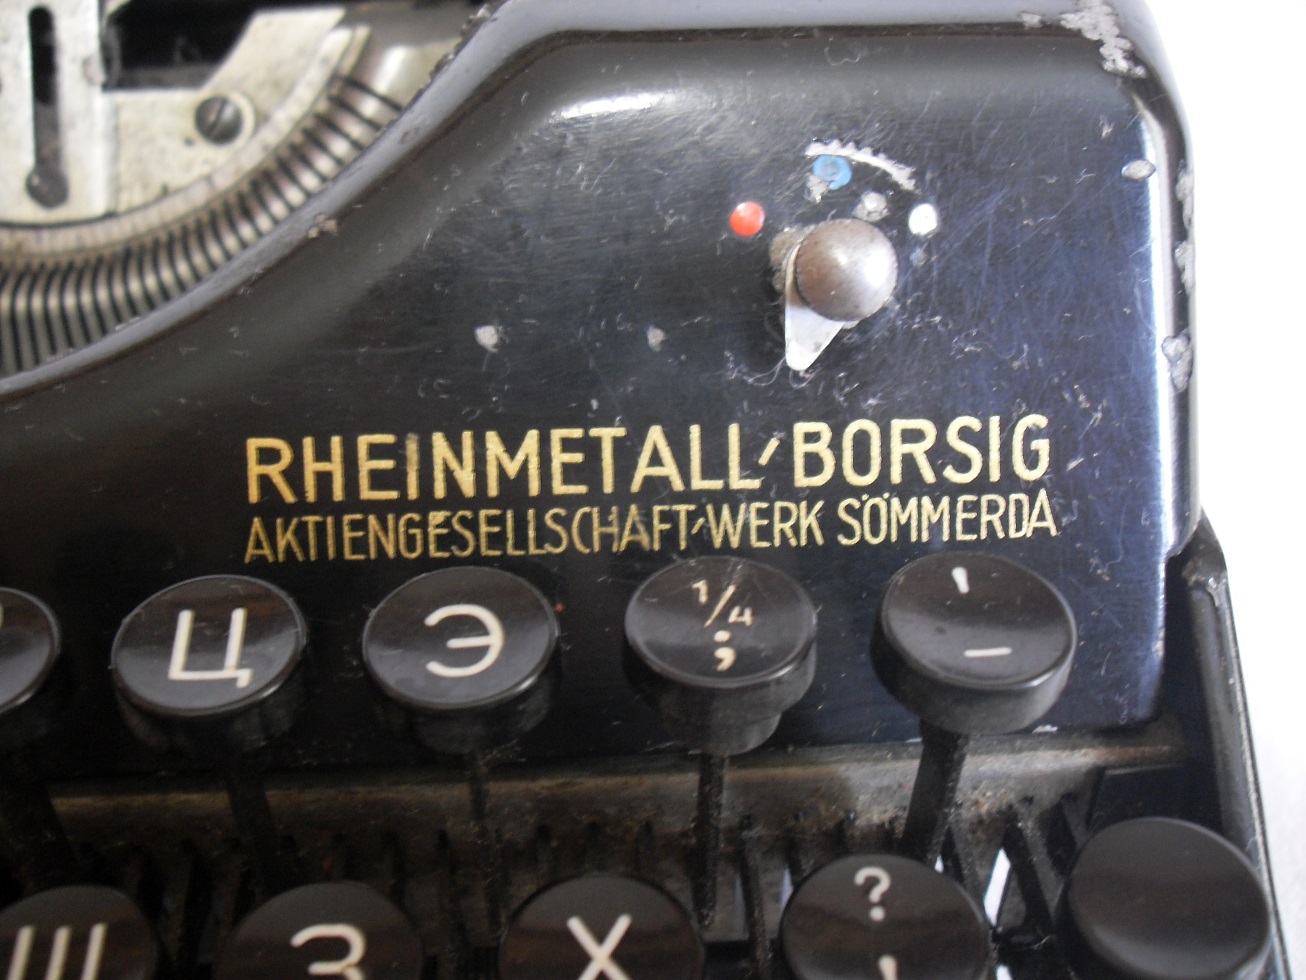 RHEINMETALL-BORSIG
AKTIENGESELLSCHAFT-WERK SÖMMERDA
Ц Э 1/4 ; ' –
Ш З Х ?